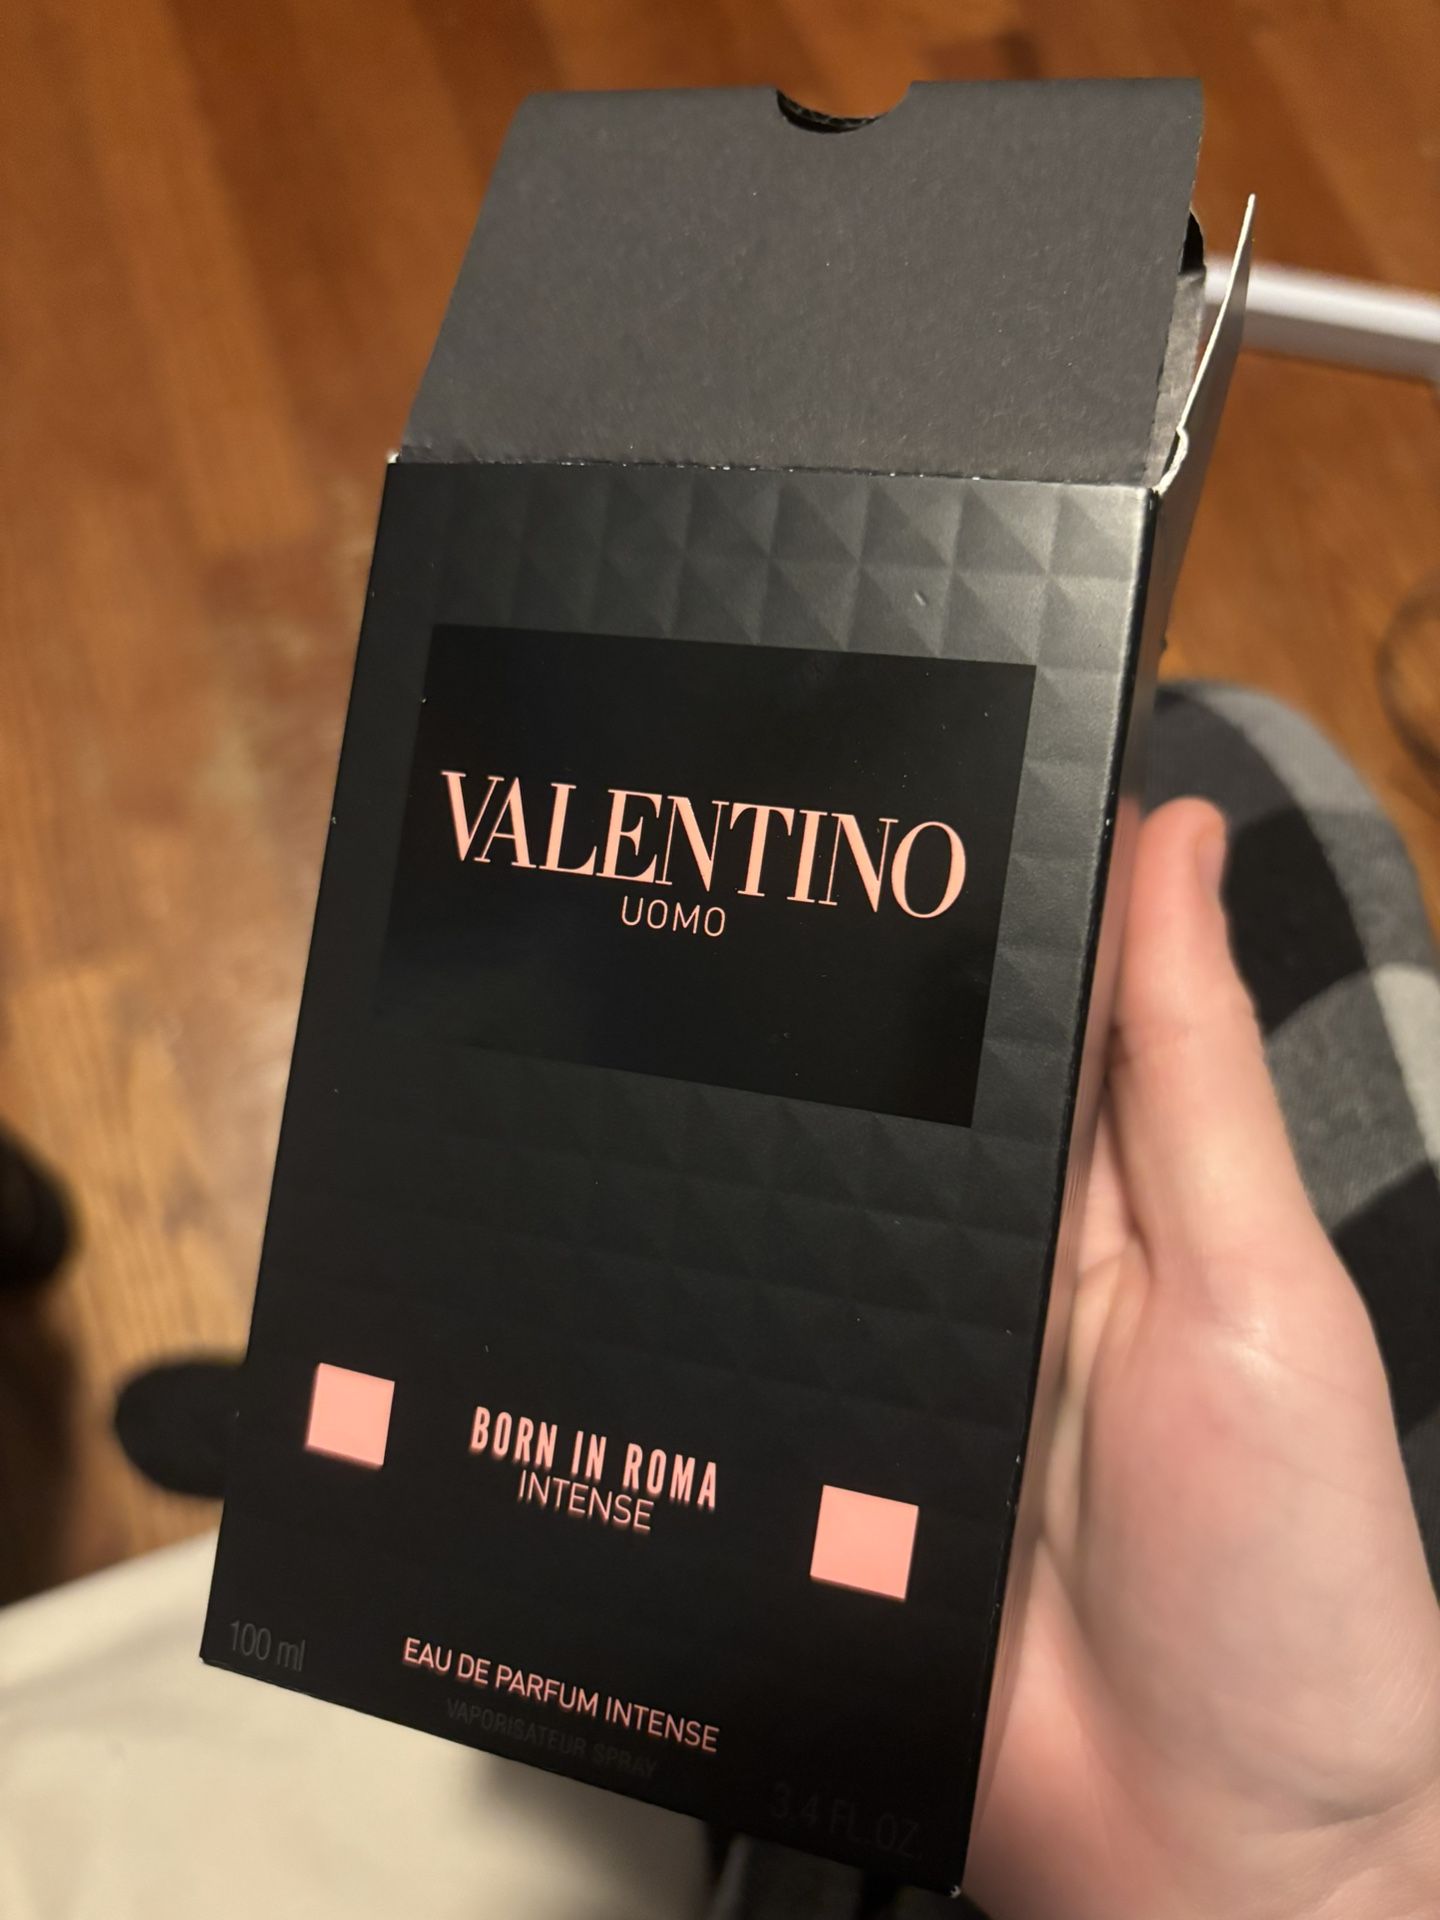 VALENTINO
UOMO
BORN IN ROMA
INTENSE
100 ml
EAU DE PARFUM INTENSE
VAPORISATEUR SPRAY
3.4 FL.OZ.